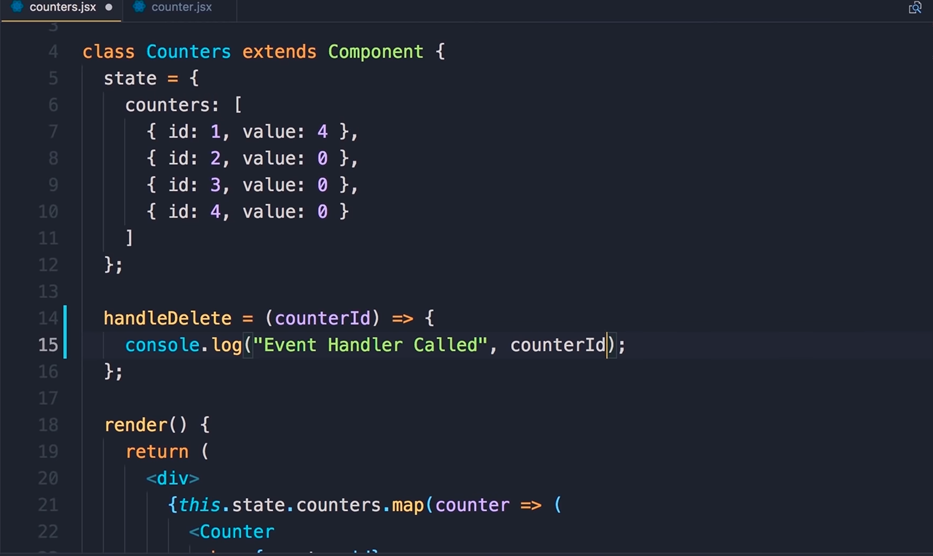 counters.jsx counter.jsx
3
4 class Counters extends Component {
5 state = {
6 counters: [
7 { id: 1, value: 4 },
8 { id: 2, value: 0 },
9 { id: 3, value: 0 },
10 { id: 4, value: 0 }
11 ]
12 };
13
14 handleDelete = (counterId) => {
15 console.log("Event Handler Called", counterId);
16 };
17
18 render() {
19 return (
20 <div>
21 {this.state.counters.map(counter => (
22 <Counter